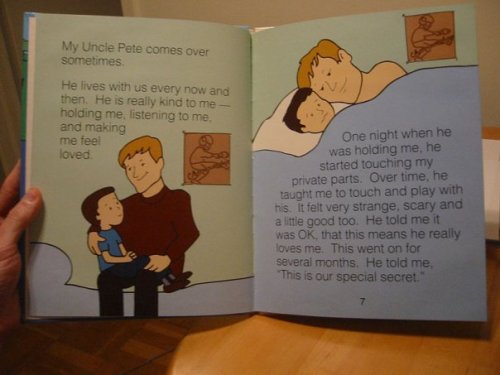 My Uncle Pete comes over
sometimes.
He lives with us every now and
then. He is really kind to me —
holding me, listening to me,
and making
me feel
loved.
One night when he
was holding me, he
started touching my
private parts. Over time, he
taught me to touch and play with
his. It felt very strange, scary and
a little good too. He told me it
was OK, that this means he really
loves me. This went on for
several months. He told me,
"This is our special secret."
7